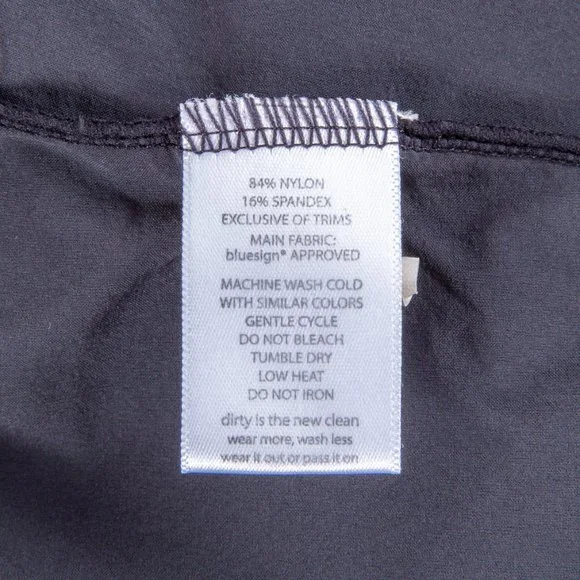 84% NYLON
16% SPANDEX
EXCLUSIVE OF TRIMS
MAIN FABRIC:
bluesign® APPROVED
MACHINE WASH COLD
WITH SIMILAR COLORS
GENTLE CYCLE
DO NOT BLEACH
TUMBLE DRY
LOW HEAT
DO NOT IRON
dirty is the new clean
wear more, wash less
wear it out or pass it on